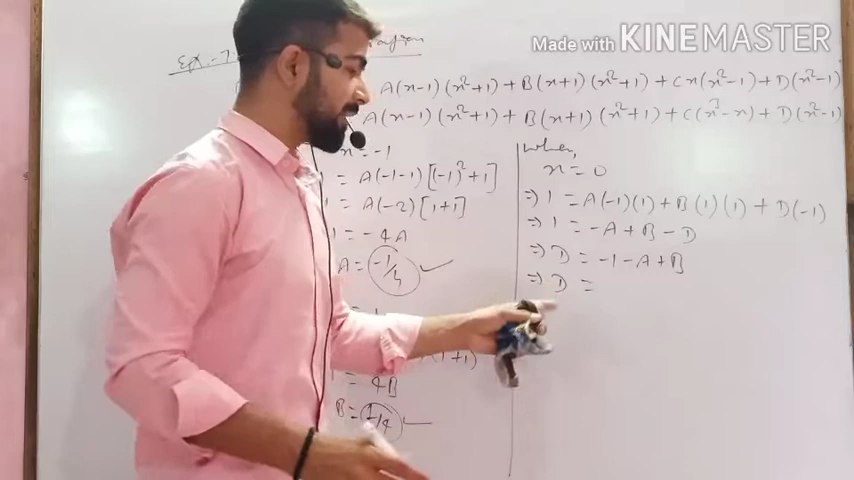 Made with KINEMASTER
Ex.-7.
A(x-1)(x²+1) + B(x+1)(x²+1) + Cx(x²-1) + D(x²-1)
A(x-1)(x²+1) + B(x+1)(x²+1) + C(x³-x) + D(x²-1)
x = -1
= A(-1-1)[(-1)²+1]
= A(-2)[1+1]
1 = -4A
A = -1/4
1 = 4B
B = 1/4
when,
x = 0
⇒ 1 = A(-1)(1) + B(1)(1) + D(-1)
⇒ 1 = -A + B - D
⇒ D = -1 - A + B
⇒ D =